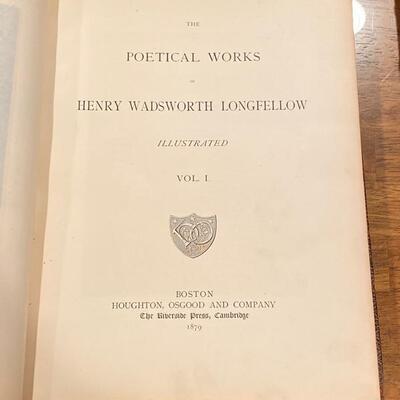 THE
POETICAL WORKS
OF
HENRY WADSWORTH LONGFELLOW
ILLUSTRATED
VOL. I.
BOSTON
HOUGHTON, OSGOOD AND COMPANY
The Riverside Press, Cambridge
1879